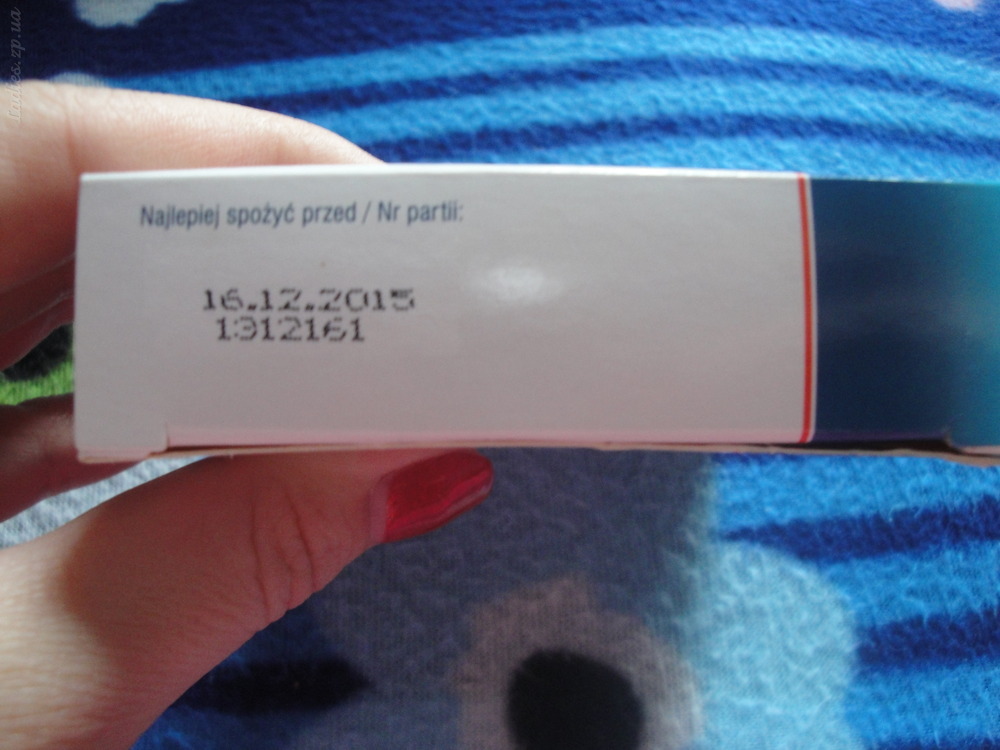 Najlepiej spożyć przed / Nr partii:
16.12.2015
1312161